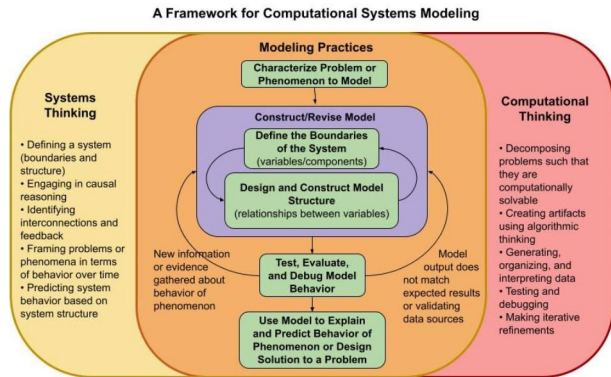 A Framework for Computational Systems Modeling
Systems
Thinking
• Defining a system
(boundaries and
structure)
• Engaging in causal
reasoning
• Identifying
interconnections and
feedback
• Framing problems or
phenomena in terms of
behavior over time
• Predicting system
behavior based on
system structure
Modeling Practices
Characterize Problem or
Phenomenon to Model
Construct/Revise Model
Define the Boundaries
of the System
(variables/components)
Design and Construct Model
Structure
(relationships between variables)
New information
or evidence
gathered about
behavior of
phenomenon
Test, Evaluate,
and Debug Model
Behavior
Model
output does
not match
expected results
or validating
data sources
Use Model to Explain
and Predict Behavior of
Phenomenon or Design
Solution to a Problem
Computational
Thinking
• Decomposing
problems such that
they are
computationally
solvable
• Creating artifacts
using algorithmic
thinking
• Generating,
organizing, and
interpreting data
• Testing and
debugging
• Making iterative
refinements